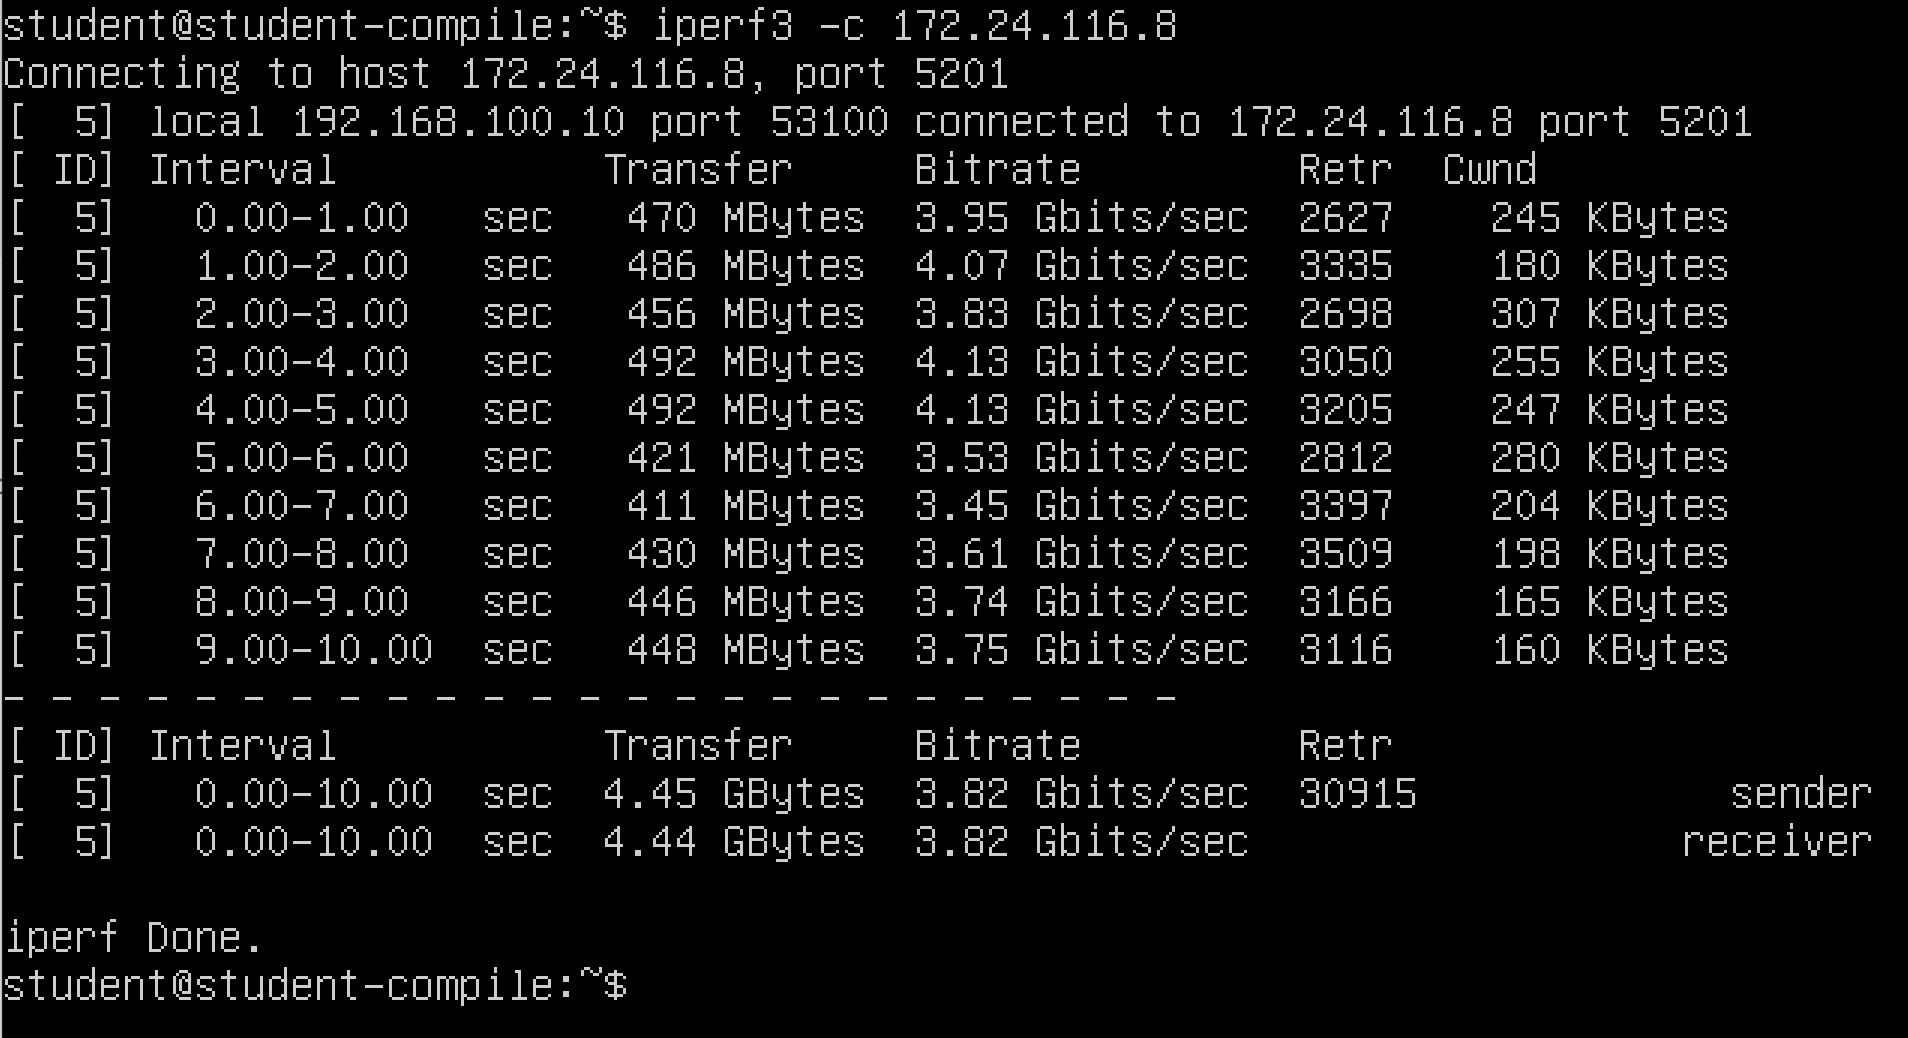 student@student-compile:~$ iperf3 -c 172.24.116.8
Connecting to host 172.24.116.8, port 5201
[  5] local 192.168.100.10 port 53100 connected to 172.24.116.8 port 5201
[ ID] Interval           Transfer     Bitrate         Retr  Cwnd
[  5]   0.00-1.00   sec   470 MBytes  3.95 Gbits/sec  2627    245 KBytes
[  5]   1.00-2.00   sec   486 MBytes  4.07 Gbits/sec  3335    180 KBytes
[  5]   2.00-3.00   sec   456 MBytes  3.83 Gbits/sec  2698    307 KBytes
[  5]   3.00-4.00   sec   492 MBytes  4.13 Gbits/sec  3050    255 KBytes
[  5]   4.00-5.00   sec   492 MBytes  4.13 Gbits/sec  3205    247 KBytes
[  5]   5.00-6.00   sec   421 MBytes  3.53 Gbits/sec  2812    280 KBytes
[  5]   6.00-7.00   sec   411 MBytes  3.45 Gbits/sec  3397    204 KBytes
[  5]   7.00-8.00   sec   430 MBytes  3.61 Gbits/sec  3509    198 KBytes
[  5]   8.00-9.00   sec   446 MBytes  3.74 Gbits/sec  3166    165 KBytes
[  5]   9.00-10.00  sec   448 MBytes  3.75 Gbits/sec  3116    160 KBytes
- - - - - - - - - - - - - - - - - - - - - - - - -
[ ID] Interval           Transfer     Bitrate         Retr
[  5]   0.00-10.00  sec  4.45 GBytes  3.82 Gbits/sec  30915             sender
[  5]   0.00-10.00  sec  4.44 GBytes  3.82 Gbits/sec                  receiver

iperf Done.
student@student-compile:~$